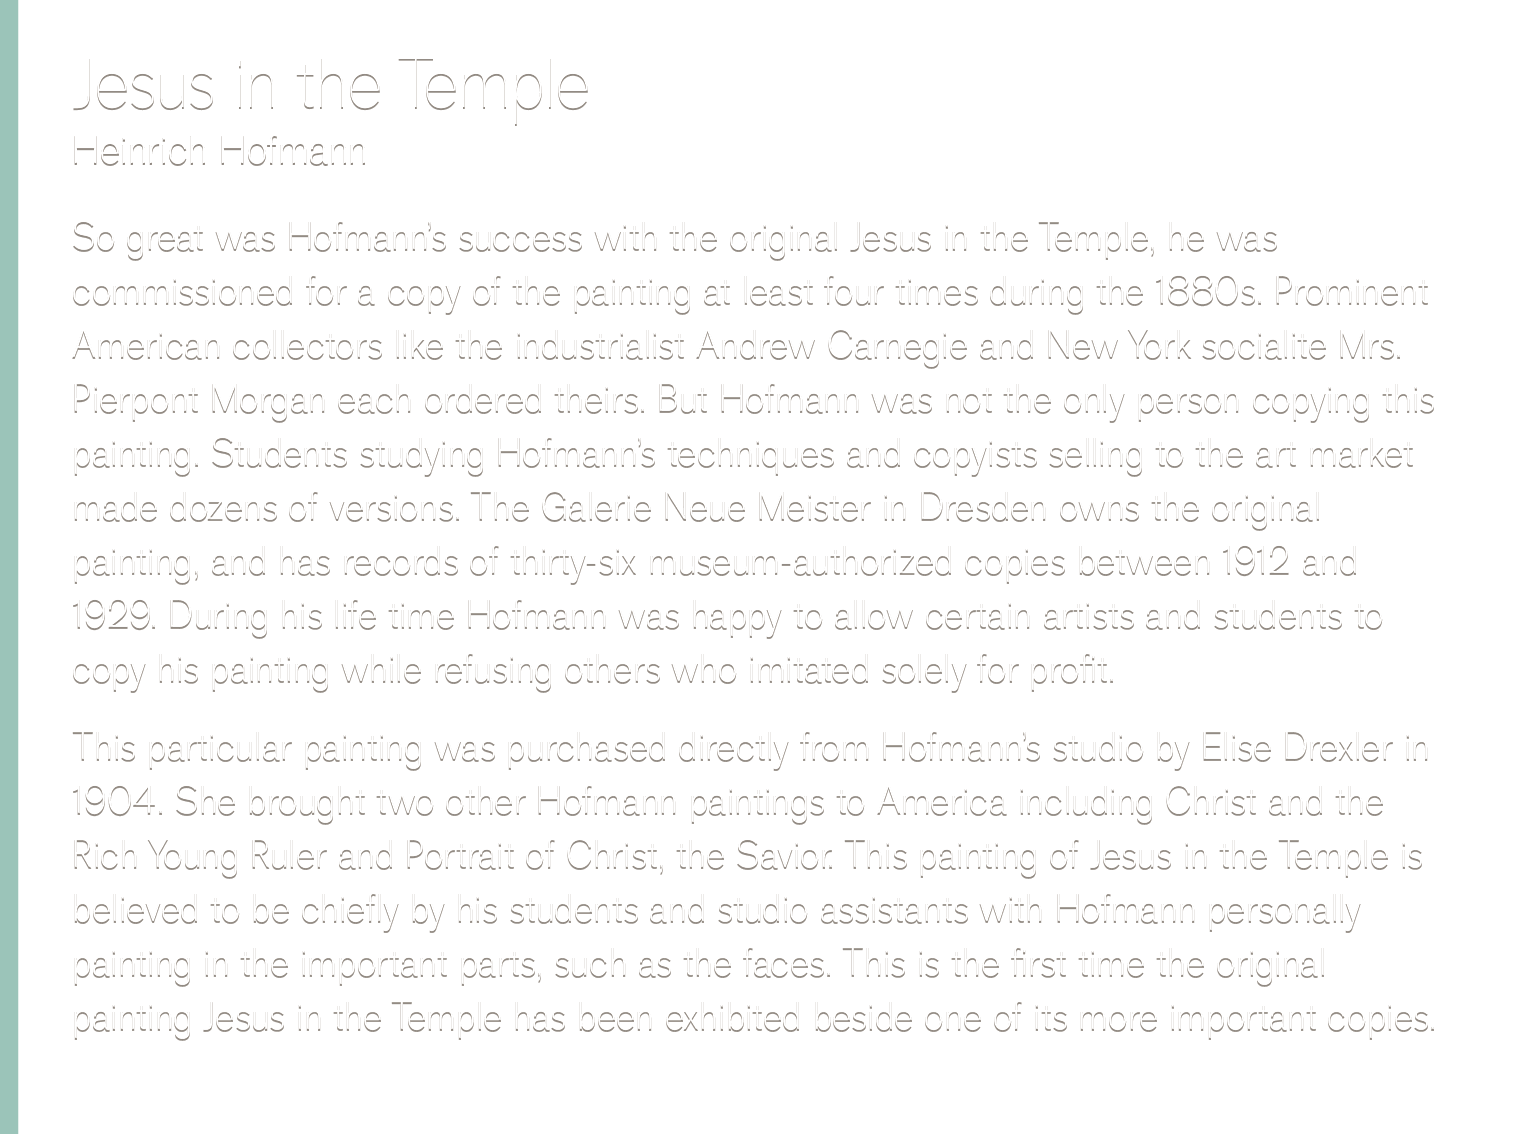 Jesus in the Temple
Heinrich Hofmann
So great was Hofmann's success with the original Jesus in the Temple, he was
commissioned for a copy of the painting at least four times during the 1880s. Prominent
American collectors like the industrialist Andrew Carnegie and New York socialite Mrs.
Pierpont Morgan each ordered theirs. But Hofmann was not the only person copying this
painting. Students studying Hofmann's techniques and copyists selling to the art market
made dozens of versions. The Galerie Neue Meister in Dresden owns the original
painting, and has records of thirty-six museum-authorized copies between 1912 and
1929. During his life time Hofmann was happy to allow certain artists and students to
copy his painting while refusing others who imitated solely for profit.
This particular painting was purchased directly from Hofmann's studio by Elise Drexler in
1904. She brought two other Hofmann paintings to America including Christ and the
Rich Young Ruler and Portrait of Christ, the Savior. This painting of Jesus in the Temple is
believed to be chiefly by his students and studio assistants with Hofmann personally
painting in the important parts, such as the faces. This is the first time the original
painting Jesus in the Temple has been exhibited beside one of its more important copies.